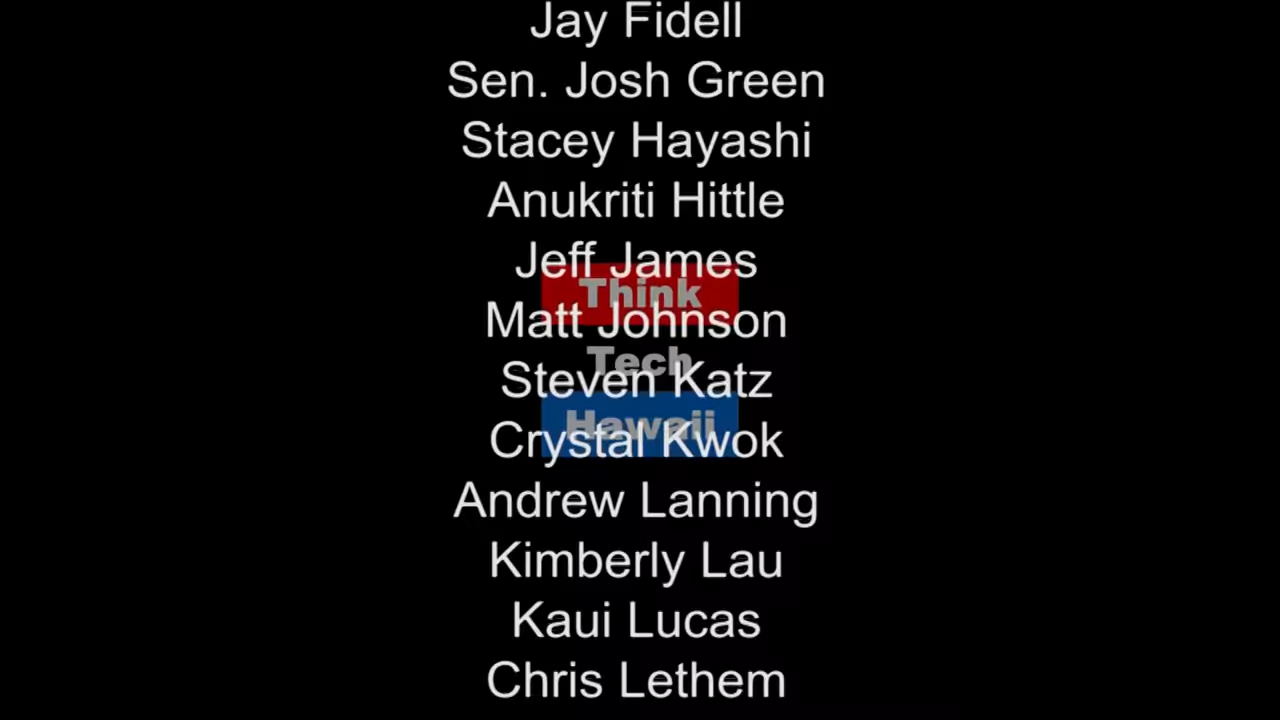 Jay Fidell
Sen. Josh Green
Stacey Hayashi
Anukriti Hittle
Jeff James
Think
Matt Johnson
Tech
Steven Katz
Hawaii
Crystal Kwok
Andrew Lanning
Kimberly Lau
Kaui Lucas
Chris Lethem